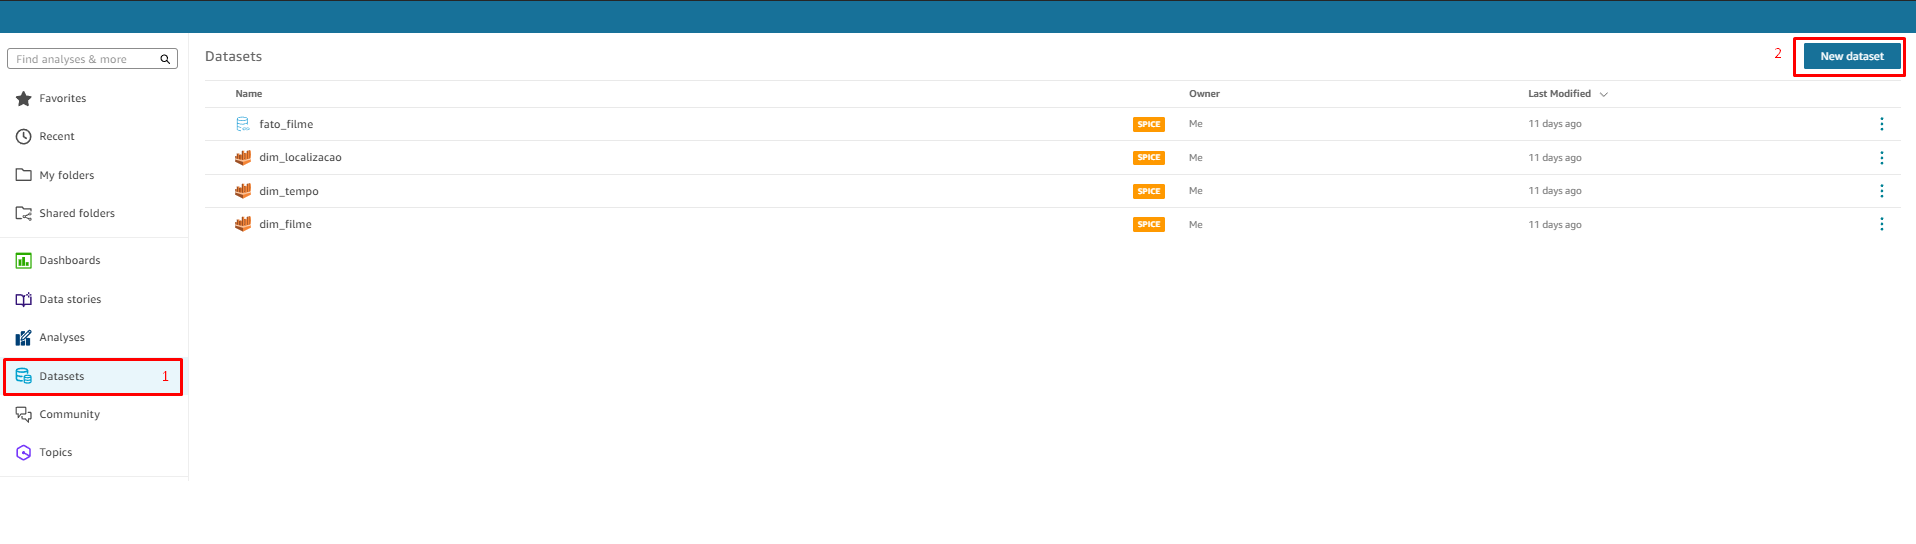 Find analyses & more
Favorites
Recent
My folders
Shared folders
Dashboards
Data stories
Analyses
Datasets 1
Community
Topics
Datasets
2 New dataset
Name Owner Last Modified
fato_filme SPICE Me 11 days ago
dim_localizacao SPICE Me 11 days ago
dim_tempo SPICE Me 11 days ago
dim_filme SPICE Me 11 days ago